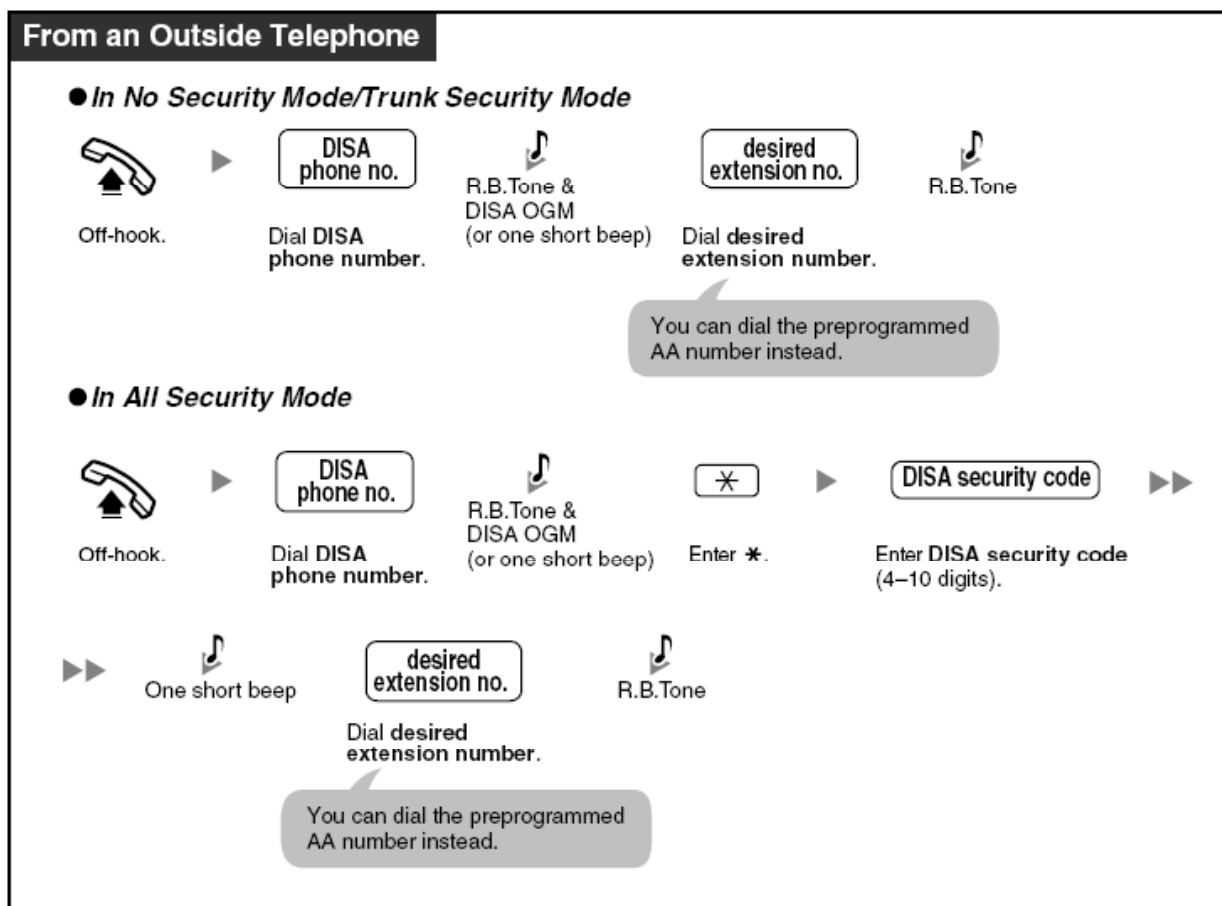 From an Outside Telephone
●In No Security Mode/Trunk Security Mode
DISA
phone no.
desired
extension no.
R.B.Tone &
DISA OGM
(or one short beep)
R.B.Tone
Off-hook.
Dial DISA
phone number.
Dial desired
extension number.
You can dial the preprogrammed
AA number instead.
●In All Security Mode
DISA
phone no.
R.B.Tone &
DISA OGM
(or one short beep)
✳
DISA security code
Off-hook.
Dial DISA
phone number.
Enter ✳.
Enter DISA security code
(4–10 digits).
One short beep
desired
extension no.
R.B.Tone
Dial desired
extension number.
You can dial the preprogrammed
AA number instead.